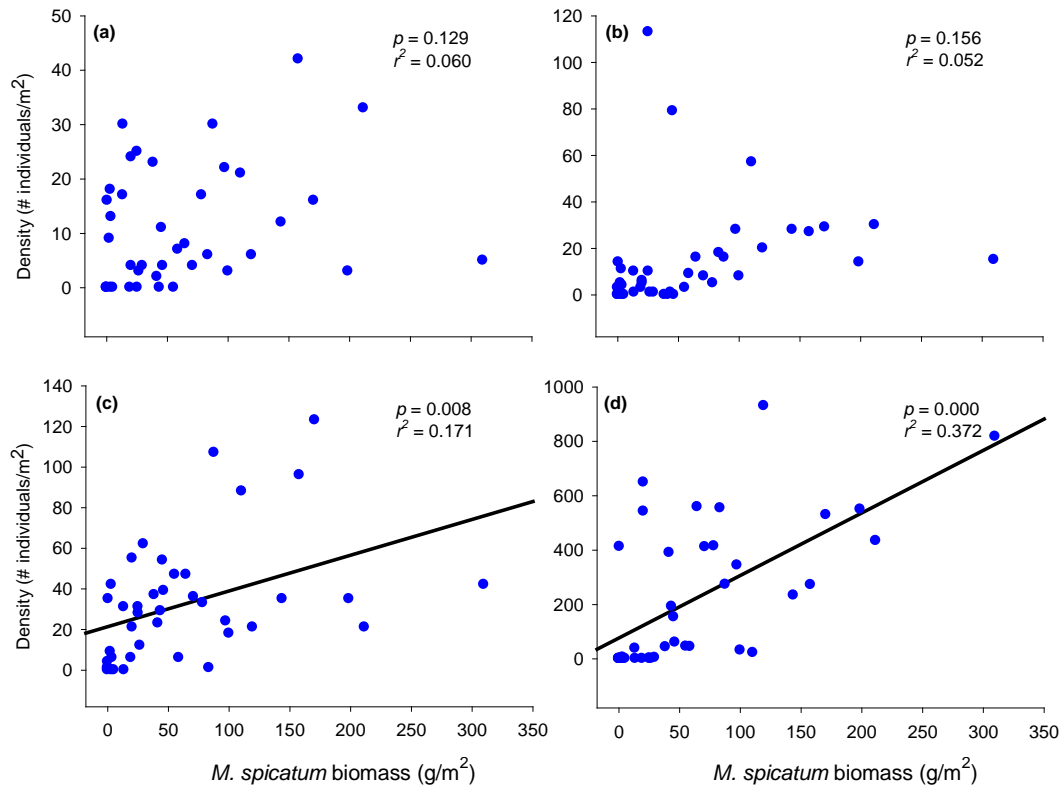 (a)
p = 0.129
r² = 0.060
50
40
30
20
10
0
Density (# individuals/m²)
(b)
p = 0.156
r² = 0.052
120
100
80
60
40
20
0
(c)
p = 0.008
r² = 0.171
140
120
100
80
60
40
20
0
Density (# individuals/m²)
0 50 100 150 200 250 300 350
M. spicatum biomass (g/m²)
(d)
p = 0.000
r² = 0.372
1000
800
600
400
200
0
0 50 100 150 200 250 300 350
M. spicatum biomass (g/m²)